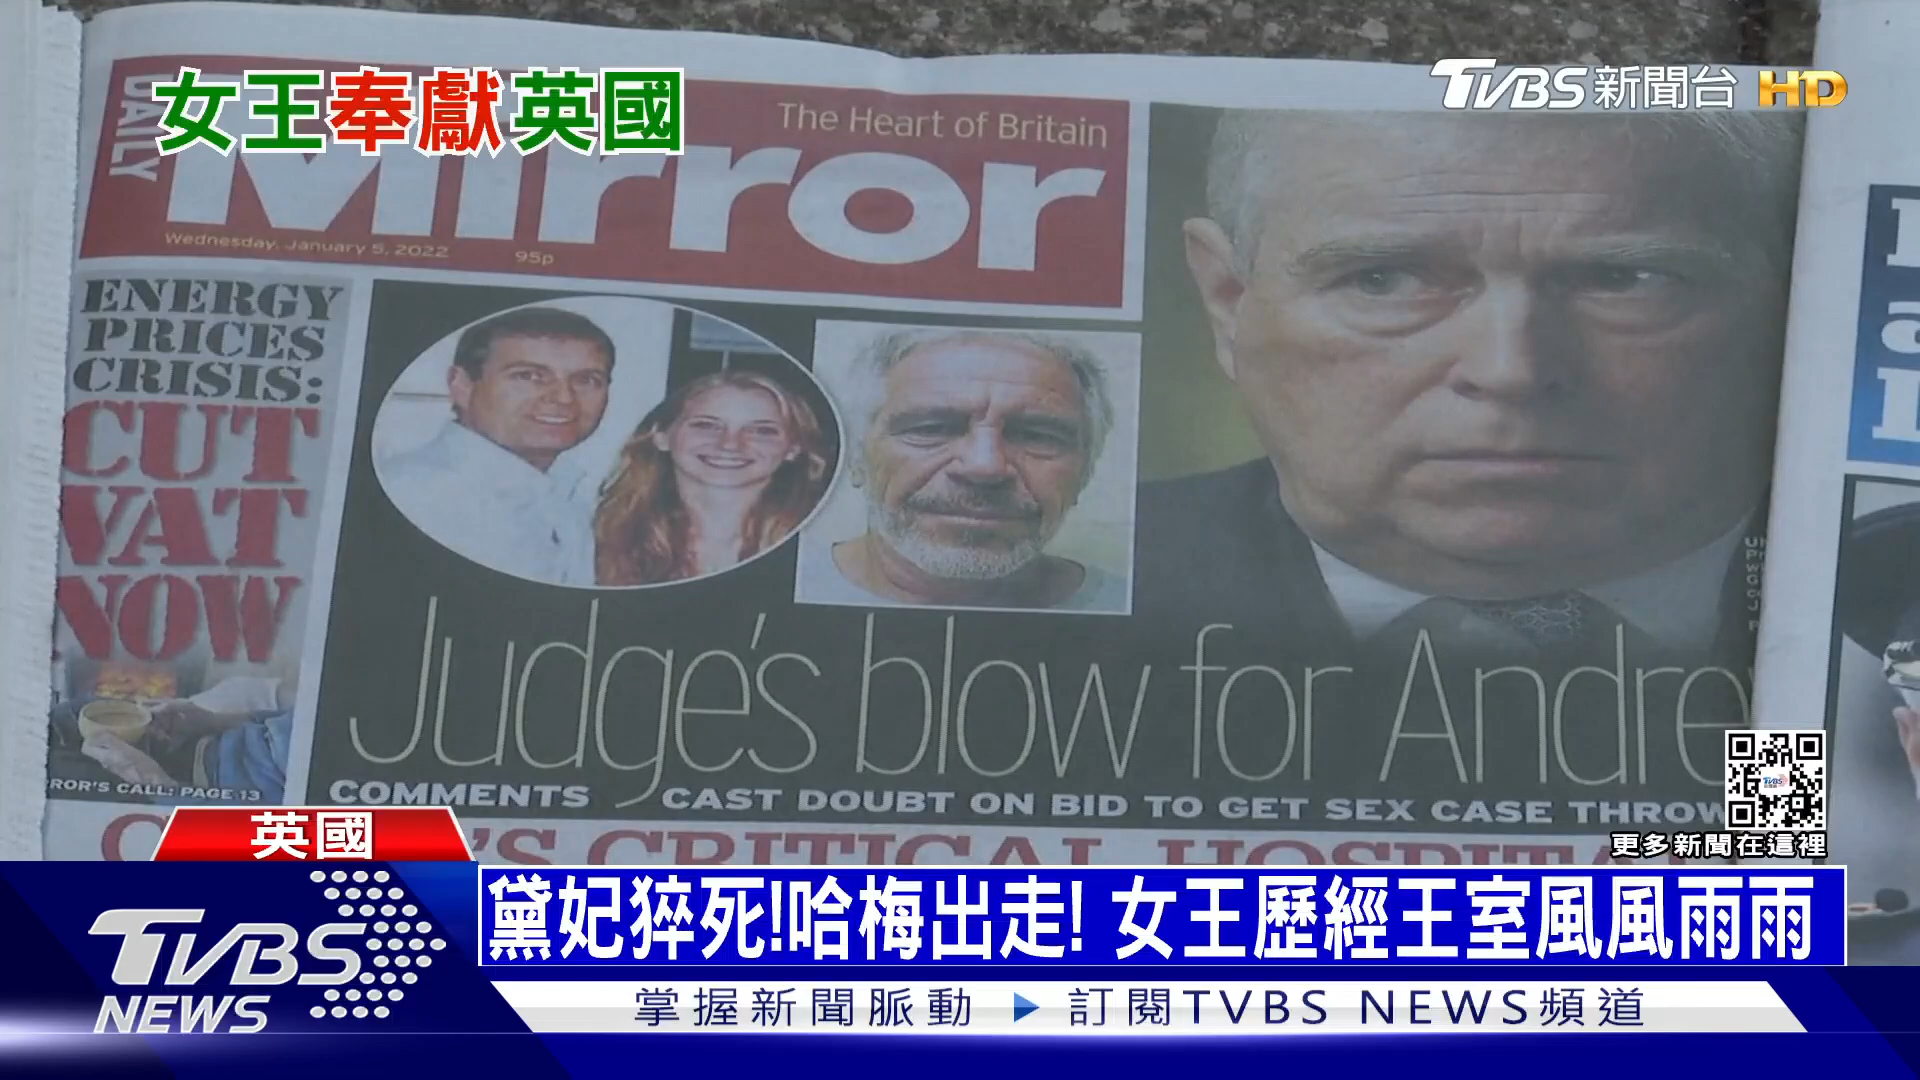 女王奉獻英國
TVBS新聞台 HD
DAILY
Mirror
The Heart of Britain
Wednesday, January 5, 2022
95p
ENERGY
PRICES
CRISIS:
CUT
VAT
NOW
ROR'S CALL: PAGE 13
Judge's blow for Andre
COMMENTS CAST DOUBT ON BID TO GET SEX CASE THROW
'S CRITICAL HOSPITA
TVBS
更多新聞在這裡
英國
TVBS
NEWS
黛妃猝死!哈梅出走! 女王歷經王室風風雨雨
掌握新聞脈動 ▶ 訂閱TVBS NEWS頻道